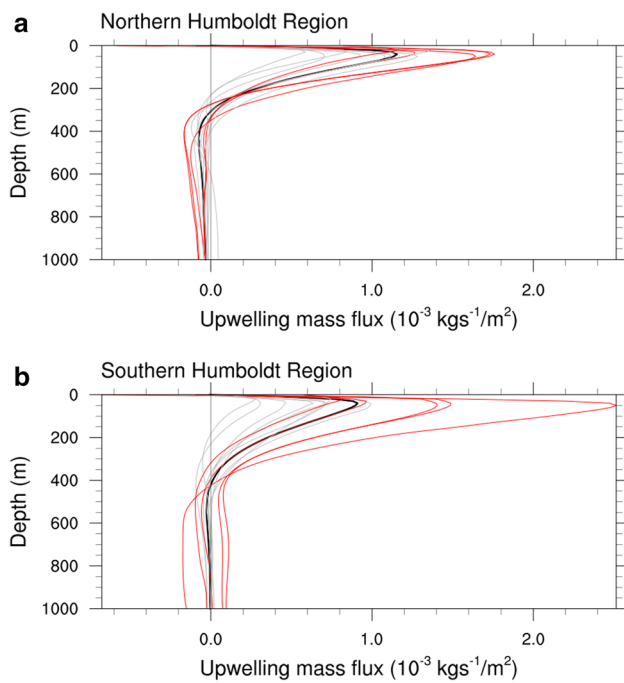 a
Northern Humboldt Region
0
200
400
600
800
1000
Depth (m)
0.0 1.0 2.0
Upwelling mass flux (10⁻³ kgs⁻¹/m²)
b
Southern Humboldt Region
0
200
400
600
800
1000
Depth (m)
0.0 1.0 2.0
Upwelling mass flux (10⁻³ kgs⁻¹/m²)